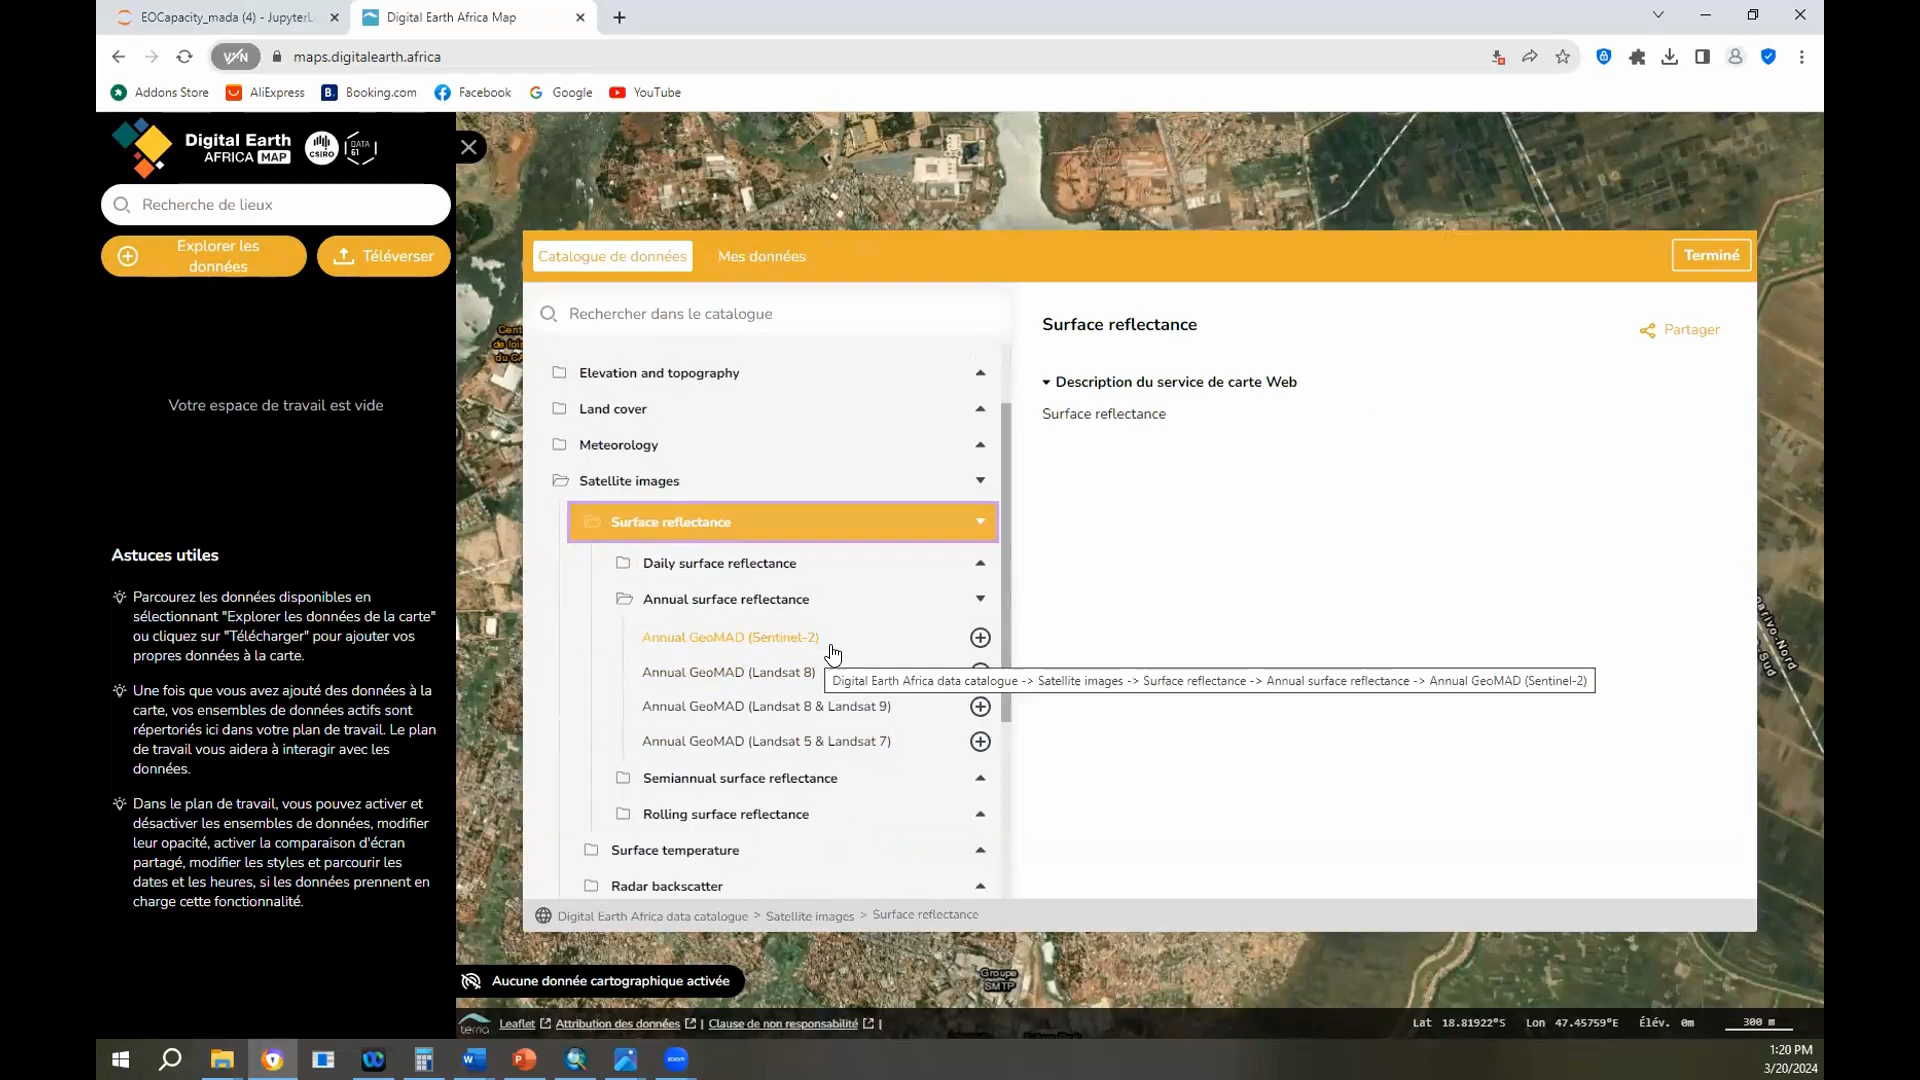 EOCapacity_mada (4) - JupyterL
Digital Earth Africa Map
VPN
maps.digitalearth.africa
Addons Store
AliExpress
Booking.com
Facebook
Google
YouTube
Digital Earth
AFRICA MAP
CSIRO
DATA
61
Recherche de lieux
Explorer les
données
Téléverser
Votre espace de travail est vide
Astuces utiles
Parcourez les données disponibles en
sélectionnant "Explorer les données de la carte"
ou cliquez sur "Télécharger" pour ajouter vos
propres données à la carte.
Une fois que vous avez ajouté des données à la
carte, vos ensembles de données actifs sont
répertoriés ici dans votre plan de travail. Le plan
de travail vous aidera à interagir avec les
données.
Dans le plan de travail, vous pouvez activer et
désactiver les ensembles de données, modifier
leur opacité, activer la comparaison d'écran
partagé, modifier les styles et parcourir les
dates et les heures, si les données prennent en
charge cette fonctionnalité.
Catalogue de données
Mes données
Terminé
Rechercher dans le catalogue
Elevation and topography
Land cover
Meteorology
Satellite images
Surface reflectance
Daily surface reflectance
Annual surface reflectance
Annual GeoMAD (Sentinel-2)
Annual GeoMAD (Landsat 8)
Annual GeoMAD (Landsat 8 & Landsat 9)
Annual GeoMAD (Landsat 5 & Landsat 7)
Semiannual surface reflectance
Rolling surface reflectance
Surface temperature
Radar backscatter
Digital Earth Africa data catalogue -> Satellite images -> Surface reflectance -> Annual surface reflectance -> Annual GeoMAD (Sentinel-2)
Surface reflectance
Partager
Description du service de carte Web
Surface reflectance
Digital Earth Africa data catalogue > Satellite images > Surface reflectance
Groupe
SMTP
Aucune donnée cartographique activée
terria
Leaflet
Attribution des données
| Clause de non responsabilité
|
Lat 18.81922°S Lon 47.45759°E Élév. 0m
300 m
zoom
1:20 PM
3/20/2024